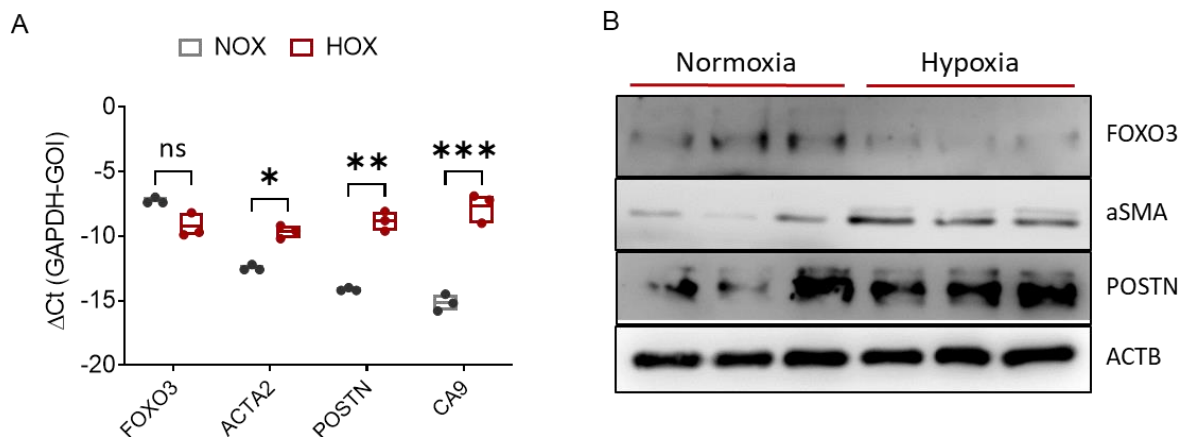 A
NOX HOX
ΔCt (GAPDH-GOI)
0
-5
-10
-15
-20
ns
*
**
***
FOXO3
ACTA2
POSTN
CA9
B
Normoxia Hypoxia
FOXO3
aSMA
POSTN
ACTB